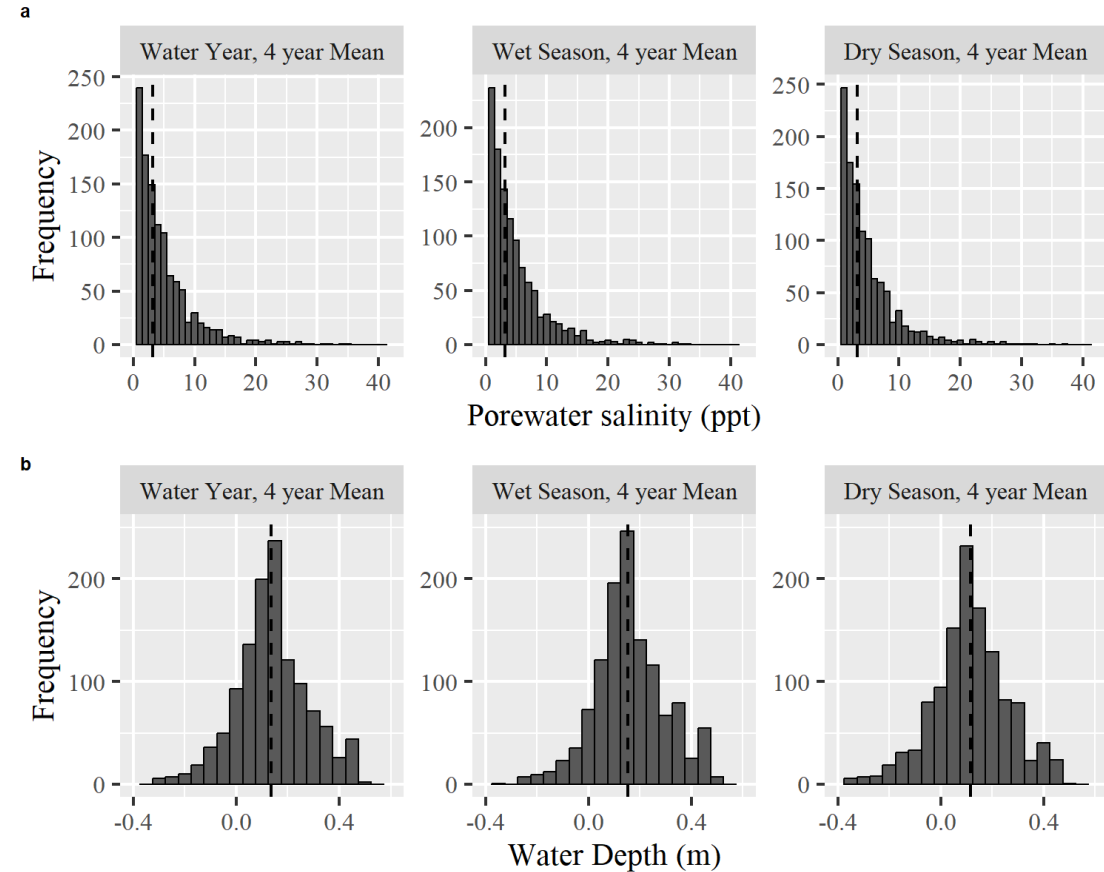 a
Water Year, 4 year Mean
Wet Season, 4 year Mean
Dry Season, 4 year Mean
Frequency
250
200
150
100
50
0
200
150
100
50
0
250
200
150
100
50
0
0 10 20 30 40
0 10 20 30 40
0 10 20 30 40
Porewater salinity (ppt)
b
Water Year, 4 year Mean
Wet Season, 4 year Mean
Dry Season, 4 year Mean
Frequency
200
100
0
200
100
0
200
100
0
-0.4 0.0 0.4
-0.4 0.0 0.4
-0.4 0.0 0.4
Water Depth (m)